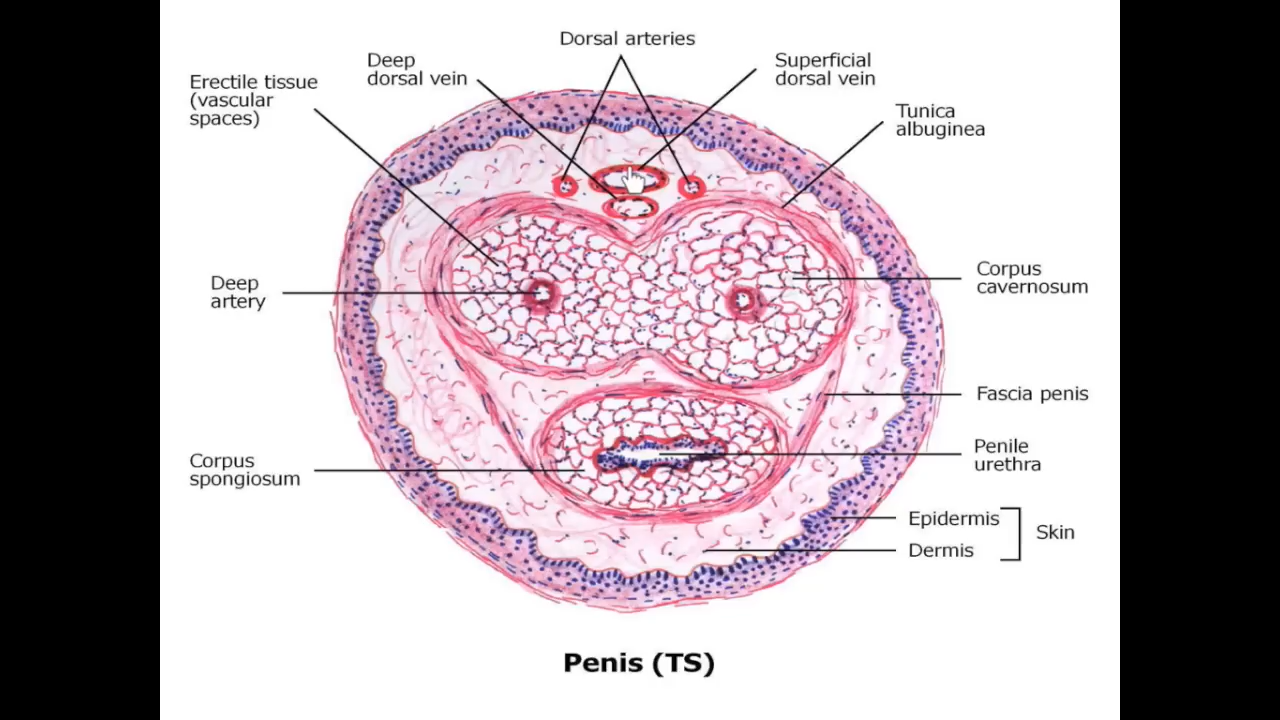 Dorsal arteries
Deep
dorsal vein
Superficial
dorsal vein
Erectile tissue
(vascular
spaces)
Tunica
albuginea
Deep
artery
Corpus
cavernosum
Fascia penis
Corpus
spongiosum
Penile
urethra
Epidermis
Skin
Dermis
Penis (TS)